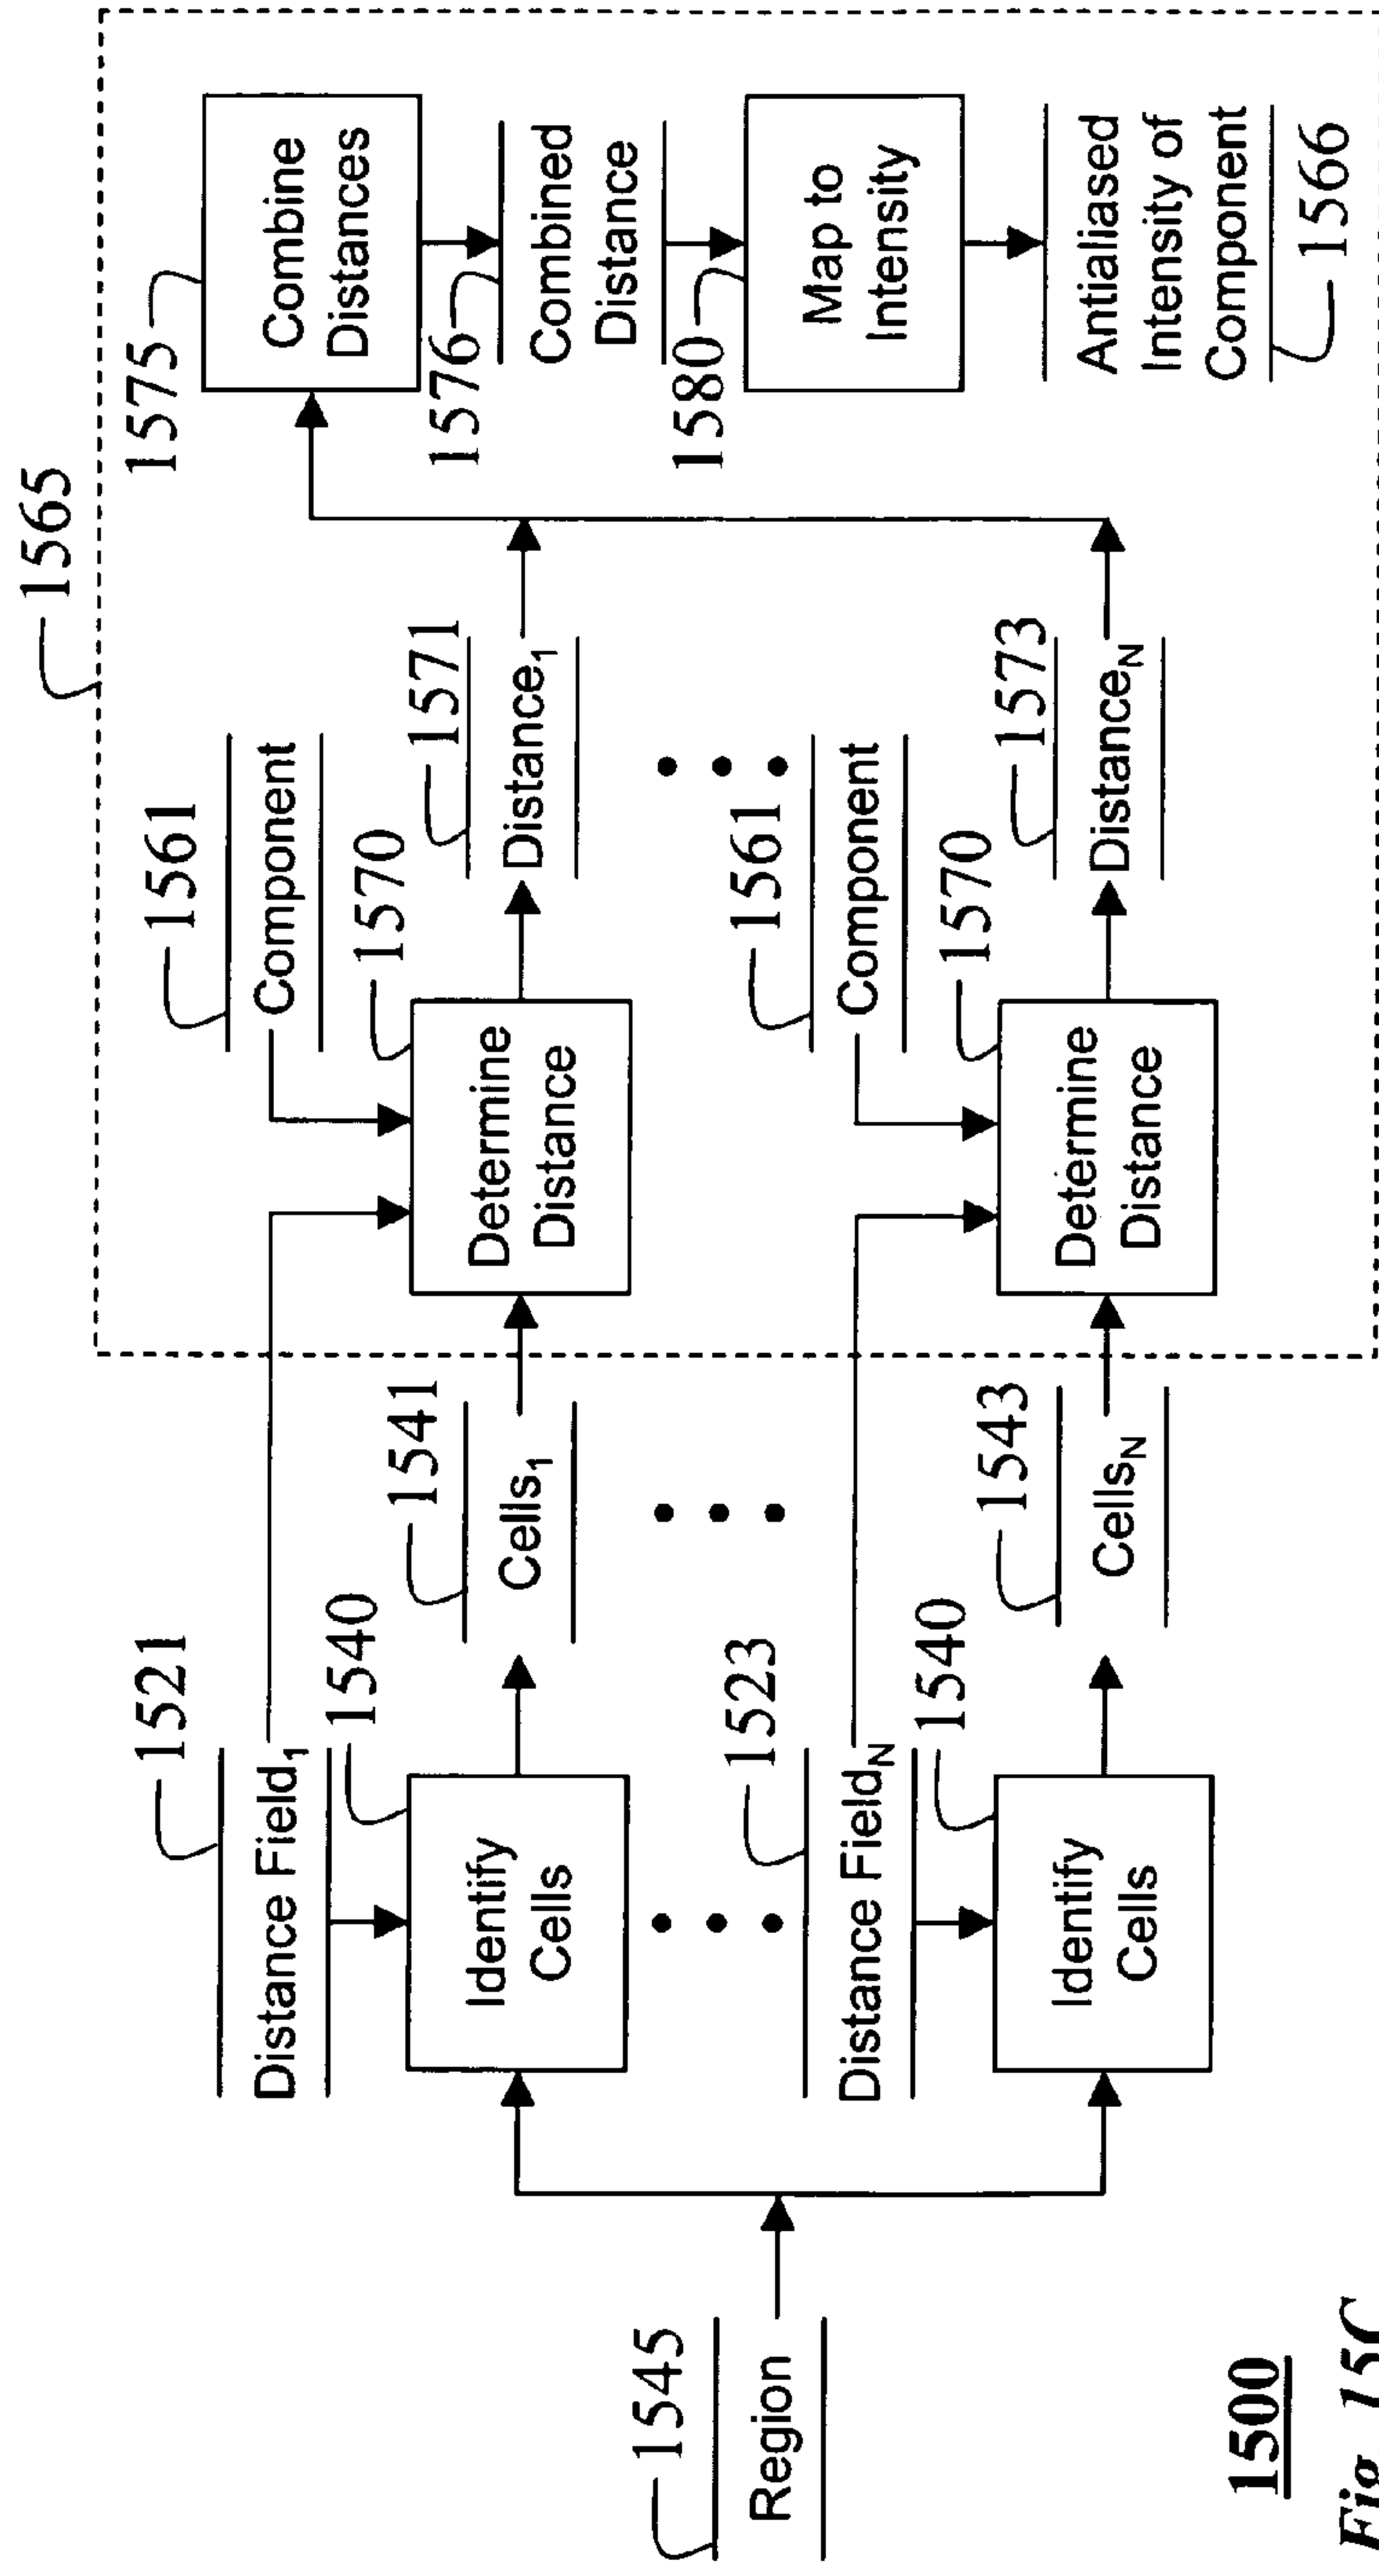 1565
1521
Distance Field1
1540
Identify
Cells
1541
Cells1
1561
Component
1570
Determine
Distance
1571
Distance1
1575
Combine
Distances
1576
Combined
Distance
1580
Map to
Intensity
Antialiased
Intensity of
Component
1566
1545
Region
1523
Distance FieldN
1540
Identify
Cells
1543
CellsN
1561
Component
1570
Determine
Distance
1573
DistanceN
1500
Fig. 15C